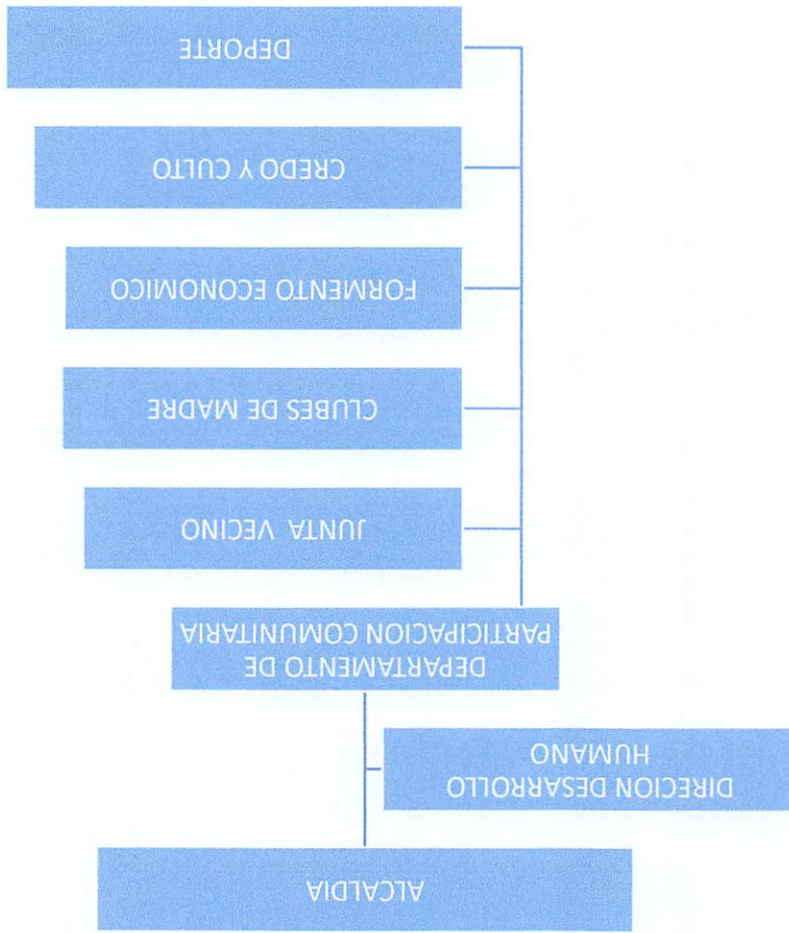 ALCALDIA
DIRECION DESARROLLO
HUMANO
DEPARTAMENTO DE
PARTICIPACION COMUNITARIA
JUNTA VECINO
CLUBES DE MADRE
FORMENTO ECONOMICO
CREDO Y CULTO
DEPORTE